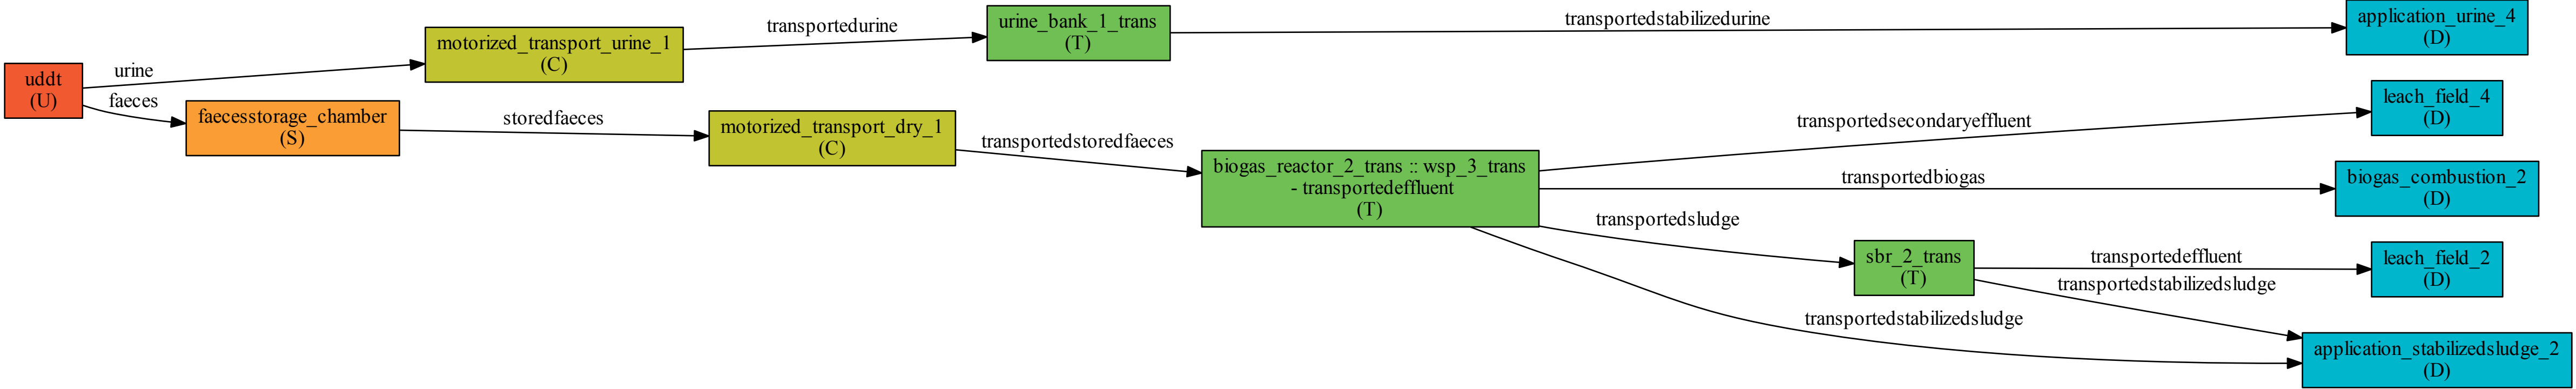 uddt
(U)
urine
faeces
faecesstorage_chamber
(S)
motorized_transport_urine_1
(C)
storedfaeces
transportedurine
motorized_transport_dry_1
(C)
urine_bank_1_trans
(T)
transportedstoredfaeces
biogas_reactor_2_trans :: wsp_3_trans
- transportedeffluent
(T)
transportedstabilizedurine
transportedsecondaryeffluent
transportedbiogas
transportedsludge
transportedstabilizedsludge
sbr_2_trans
(T)
transportedeffluent
transportedstabilizedsludge
application_urine_4
(D)
leach_field_4
(D)
biogas_combustion_2
(D)
leach_field_2
(D)
application_stabilizedsludge_2
(D)